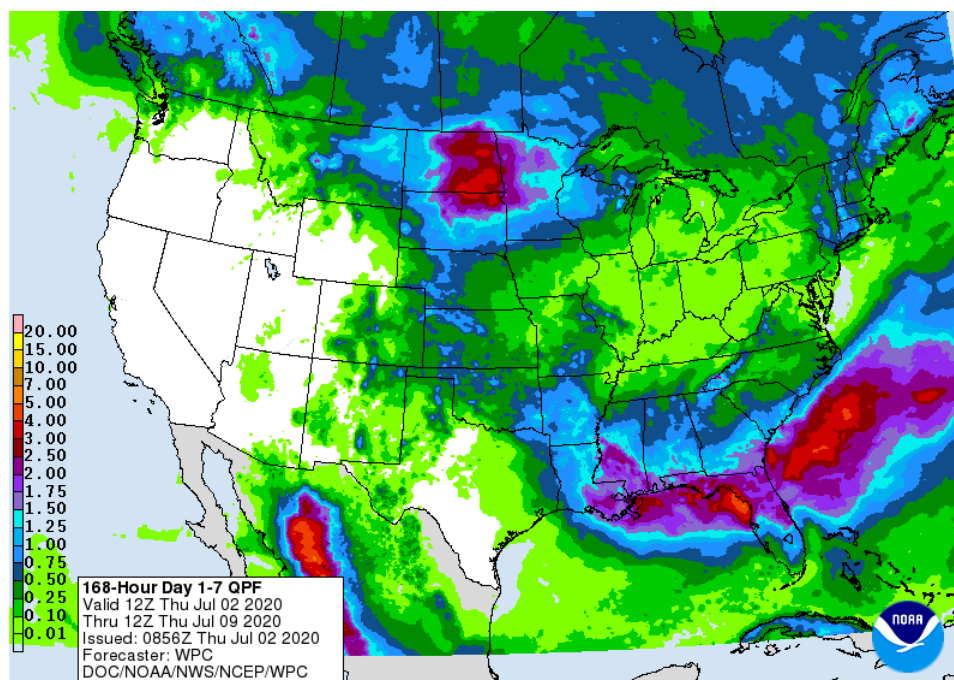 20.00
15.00
10.00
7.00
5.00
4.00
3.00
2.50
2.00
1.75
1.50
1.25
1.00
0.75
0.50
0.25
0.10
0.01
168-Hour Day 1-7 QPF
Valid 12Z Thu Jul 02 2020
Thru 12Z Thu Jul 09 2020
Issued: 0856Z Thu Jul 02 2020
Forecaster: WPC
DOC/NOAA/NWS/NCEP/WPC
NOAA